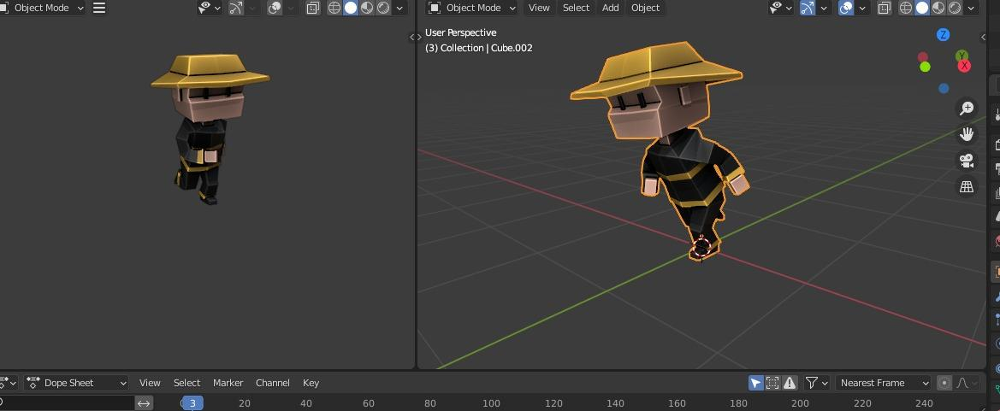 Object Mode
Object Mode View Select Add Object
User Perspective
(3) Collection | Cube.002
Z
Y
X
Dope Sheet View Select Marker Channel Key Nearest Frame
3 20 40 60 80 100 120 140 160 180 200 220 240